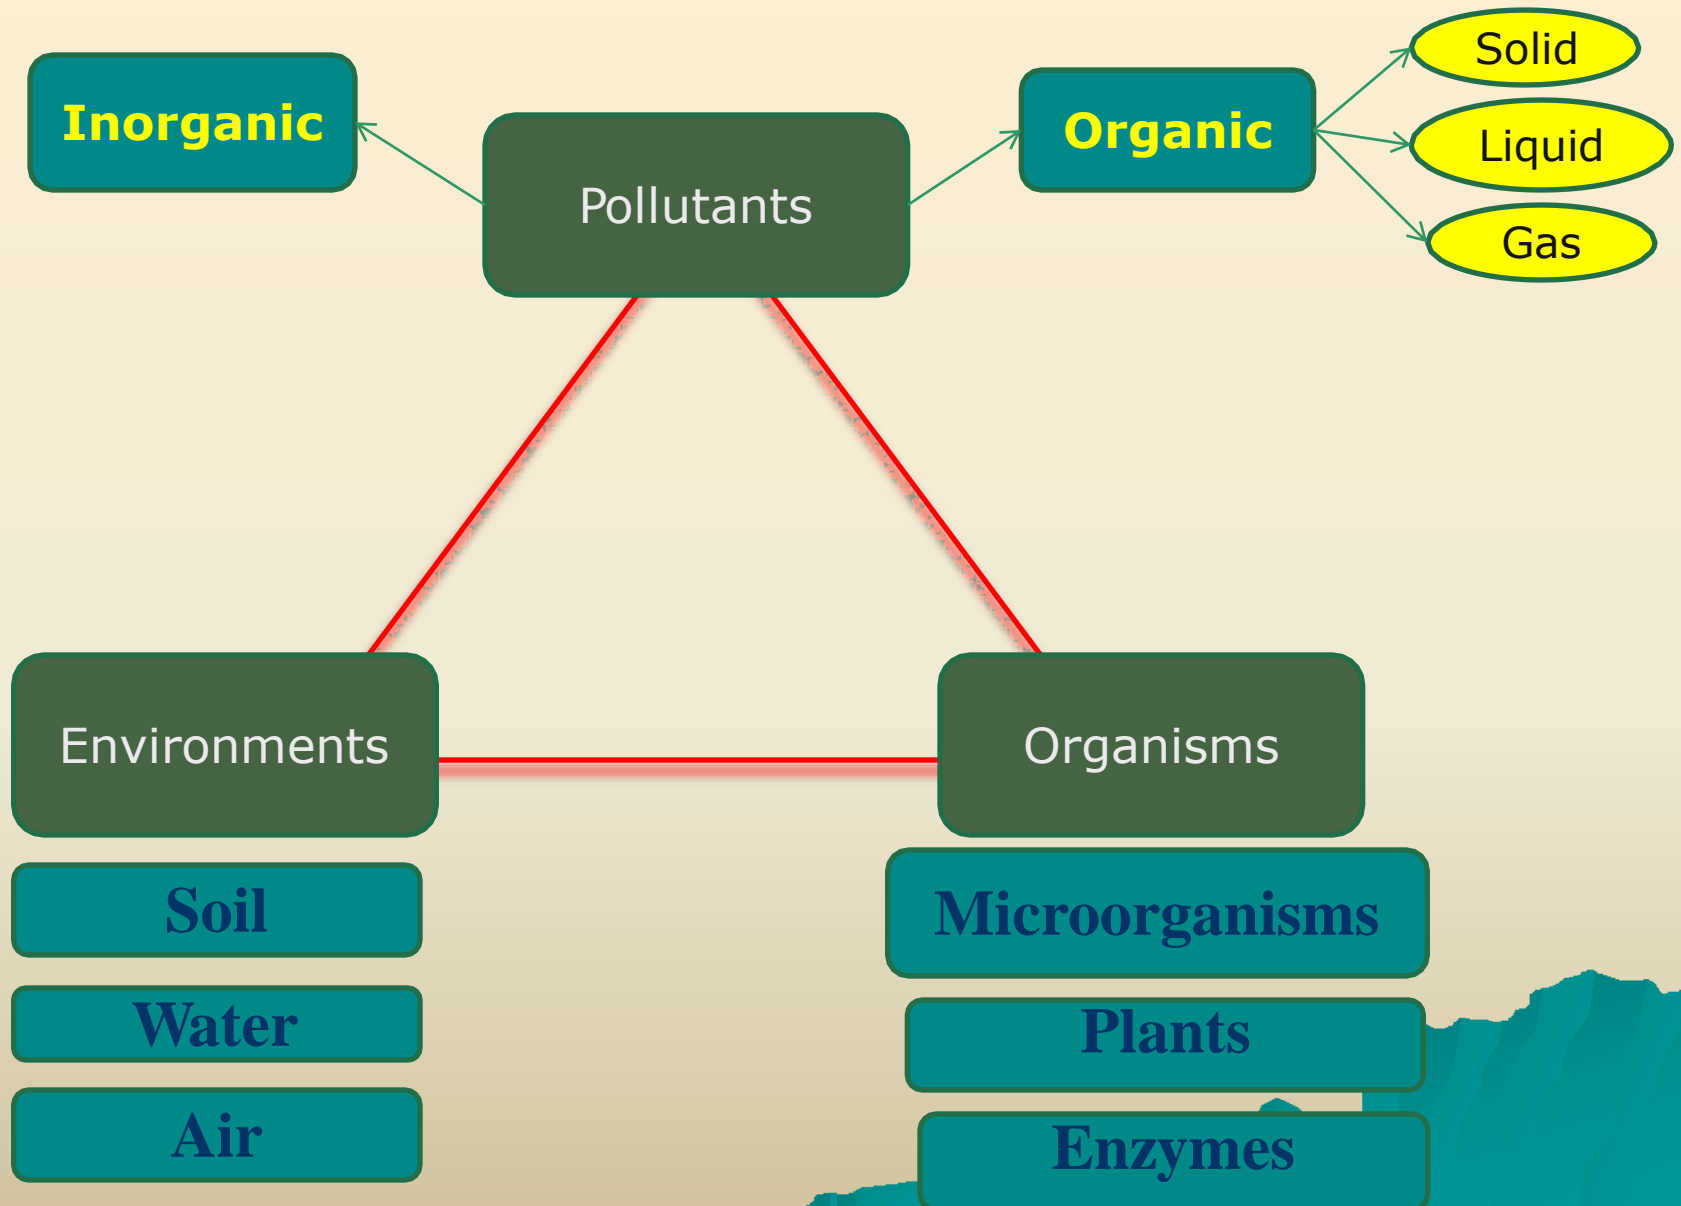 Inorganic
Pollutants
Organic
Solid
Liquid
Gas
Environments
Organisms
Soil
Water
Air
Microorganisms
Plants
Enzymes